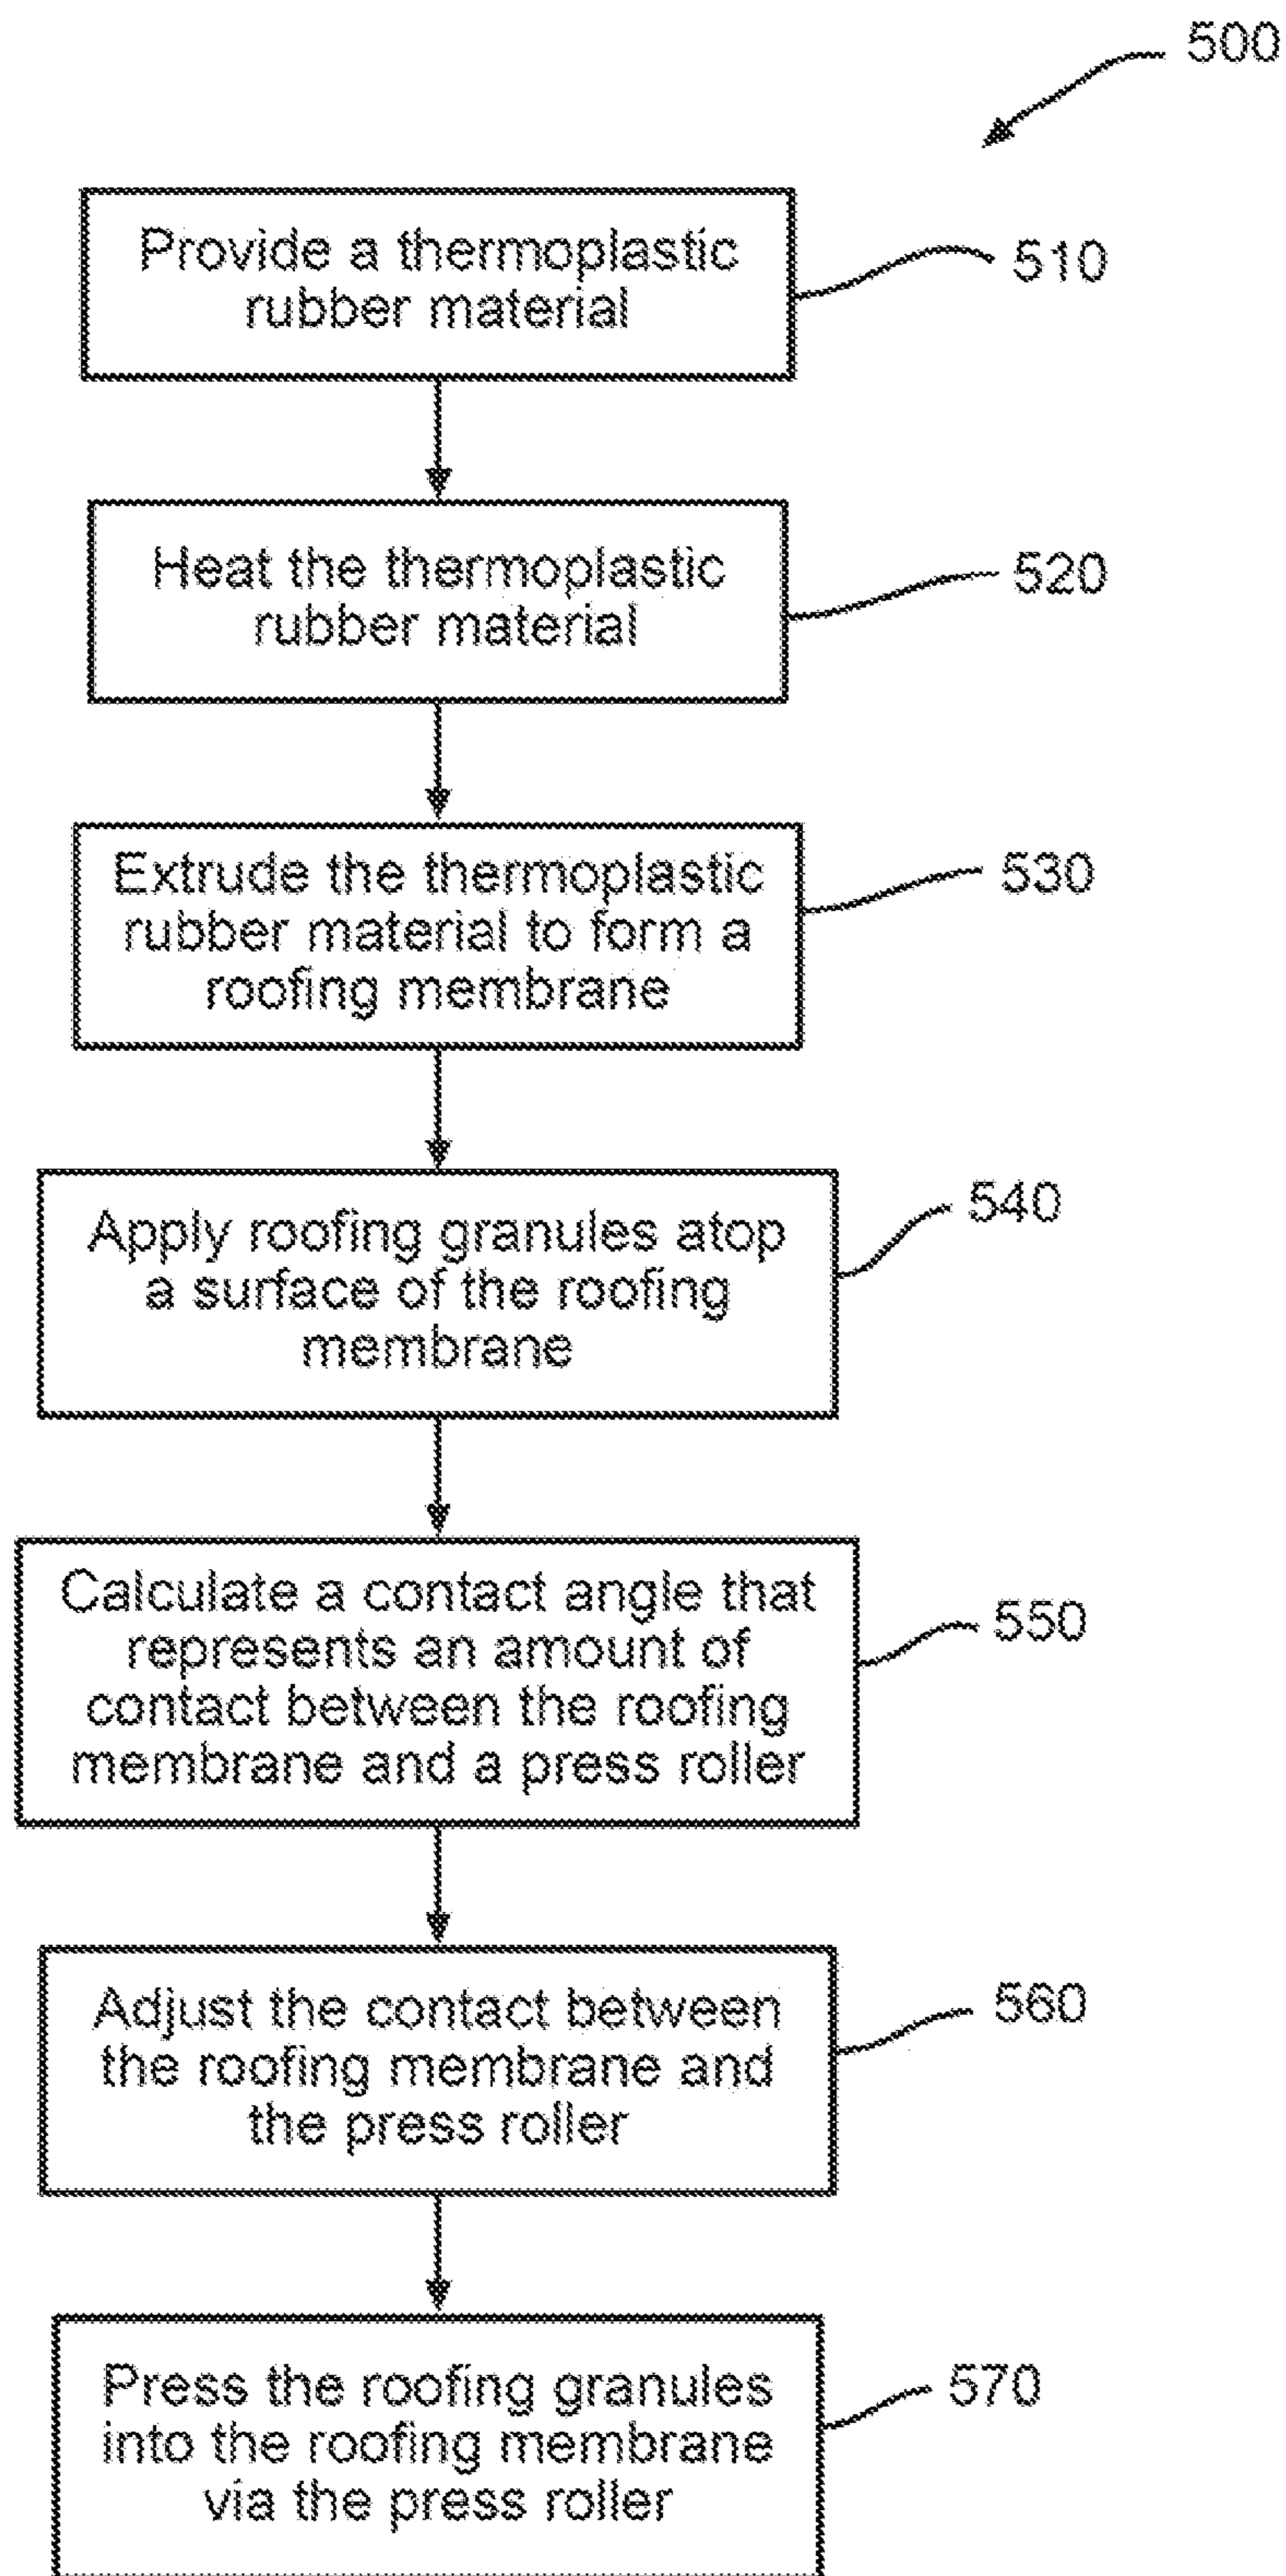 500
Provide a thermoplastic
rubber material
510
Heat the thermoplastic
rubber material
520
Extrude the thermoplastic
rubber material to form a
roofing membrane
530
Apply roofing granules atop
a surface of the roofing
membrane
540
Calculate a contact angle that
represents an amount of
contact between the roofing
membrane and a press roller
550
Adjust the contact between
the roofing membrane and
the press roller
560
Press the roofing granules
into the roofing membrane
via the press roller
570